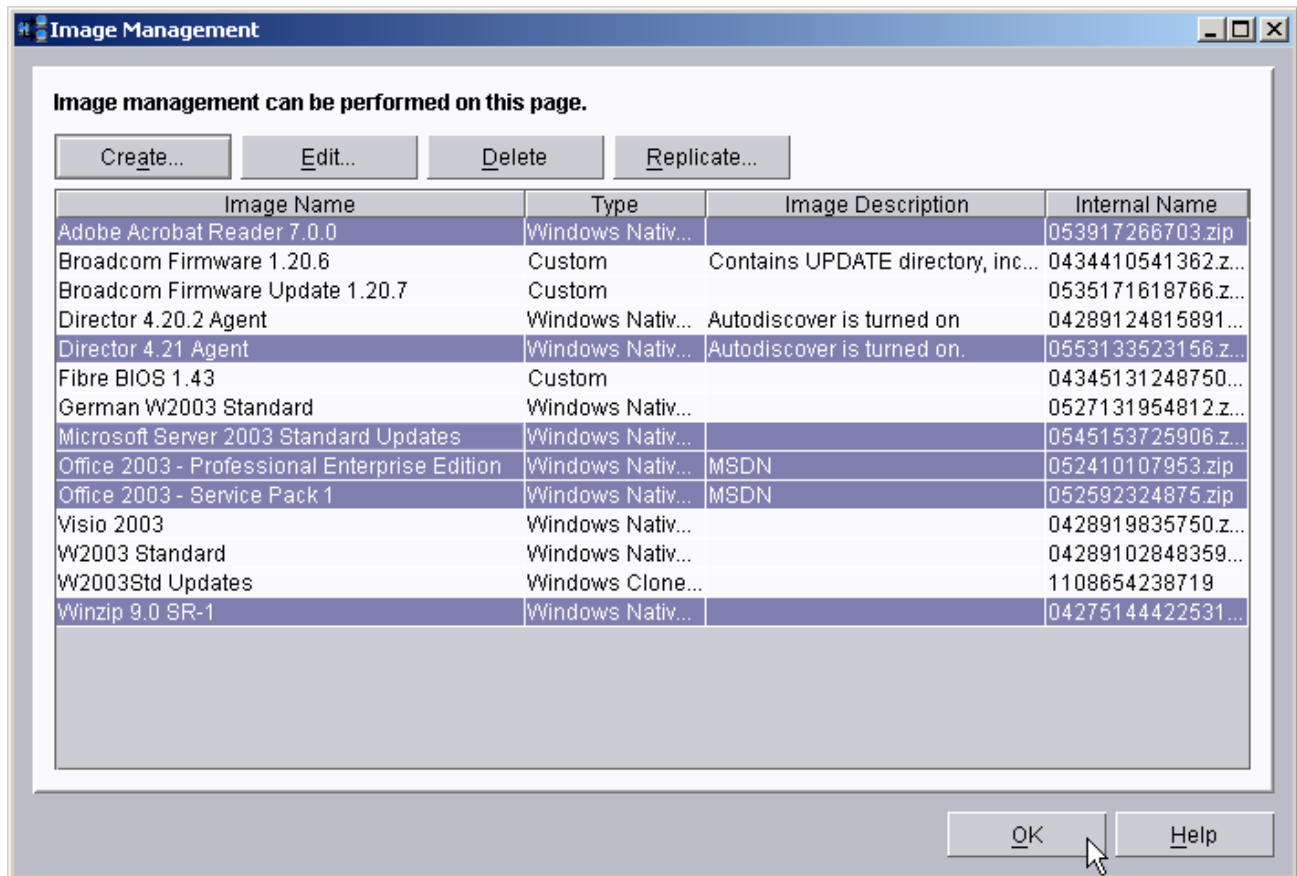 Image Management
Image management can be performed on this page.
Create... Edit... Delete Replicate...
Image Name Type Image Description Internal Name
Adobe Acrobat Reader 7.0.0 Windows Nativ... 053917266703.zip
Broadcom Firmware 1.20.6 Custom Contains UPDATE directory, inc... 0434410541362.z...
Broadcom Firmware Update 1.20.7 Custom 0535171618766.z...
Director 4.20.2 Agent Windows Nativ... Autodiscover is turned on 04289124815891...
Director 4.21 Agent Windows Nativ... Autodiscover is turned on. 0553133523156.z...
Fibre BIOS 1.43 Custom 04345131248750...
German W2003 Standard Windows Nativ... 0527131954812.z...
Microsoft Server 2003 Standard Updates Windows Nativ... 0545153725906.z...
Office 2003 - Professional Enterprise Edition Windows Nativ... MSDN 052410107953.zip
Office 2003 - Service Pack 1 Windows Nativ... MSDN 052592324875.zip
Visio 2003 Windows Nativ... 0428919835750.z...
W2003 Standard Windows Nativ... 04289102848359...
W2003Std Updates Windows Clone... 1108654238719
Winzip 9.0 SR-1 Windows Nativ... 04275144422531...
OK Help